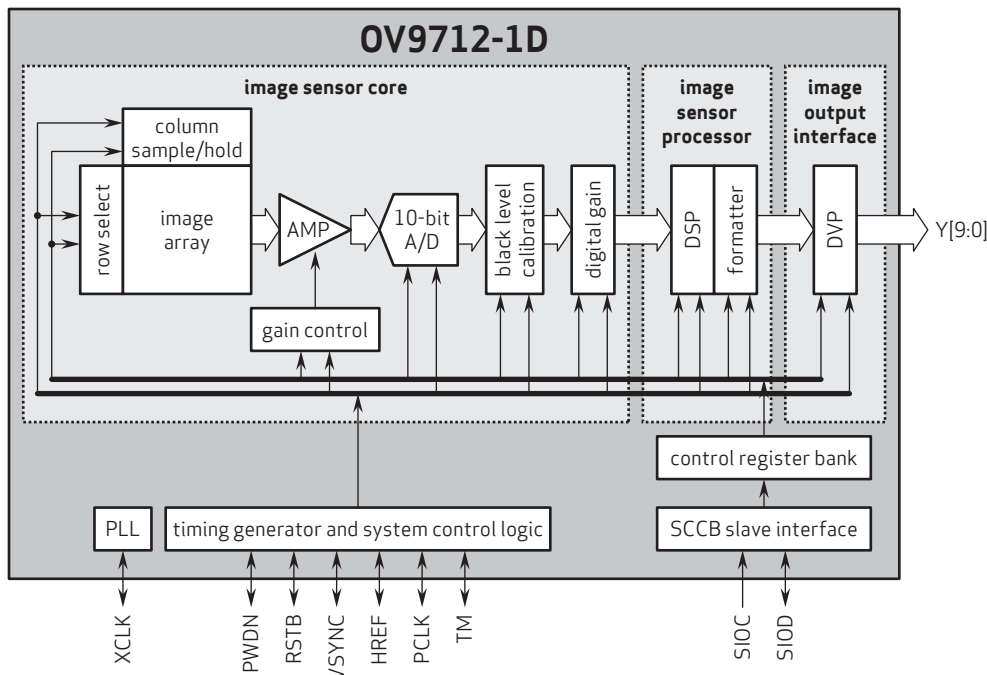 OV9712-1D
image sensor core
image
sensor
processor
image
output
interface
column
sample/hold
row select
image
array
AMP
10-bit
A/D
black level
calibration
digital gain
DSP
formatter
DVP
Y[9:0]
gain control
control register bank
PLL
timing generator and system control logic
SCCB slave interface
XCLK
PWDN
RSTB
VSYNC
HREF
PCLK
TM
SIOC
SIOD